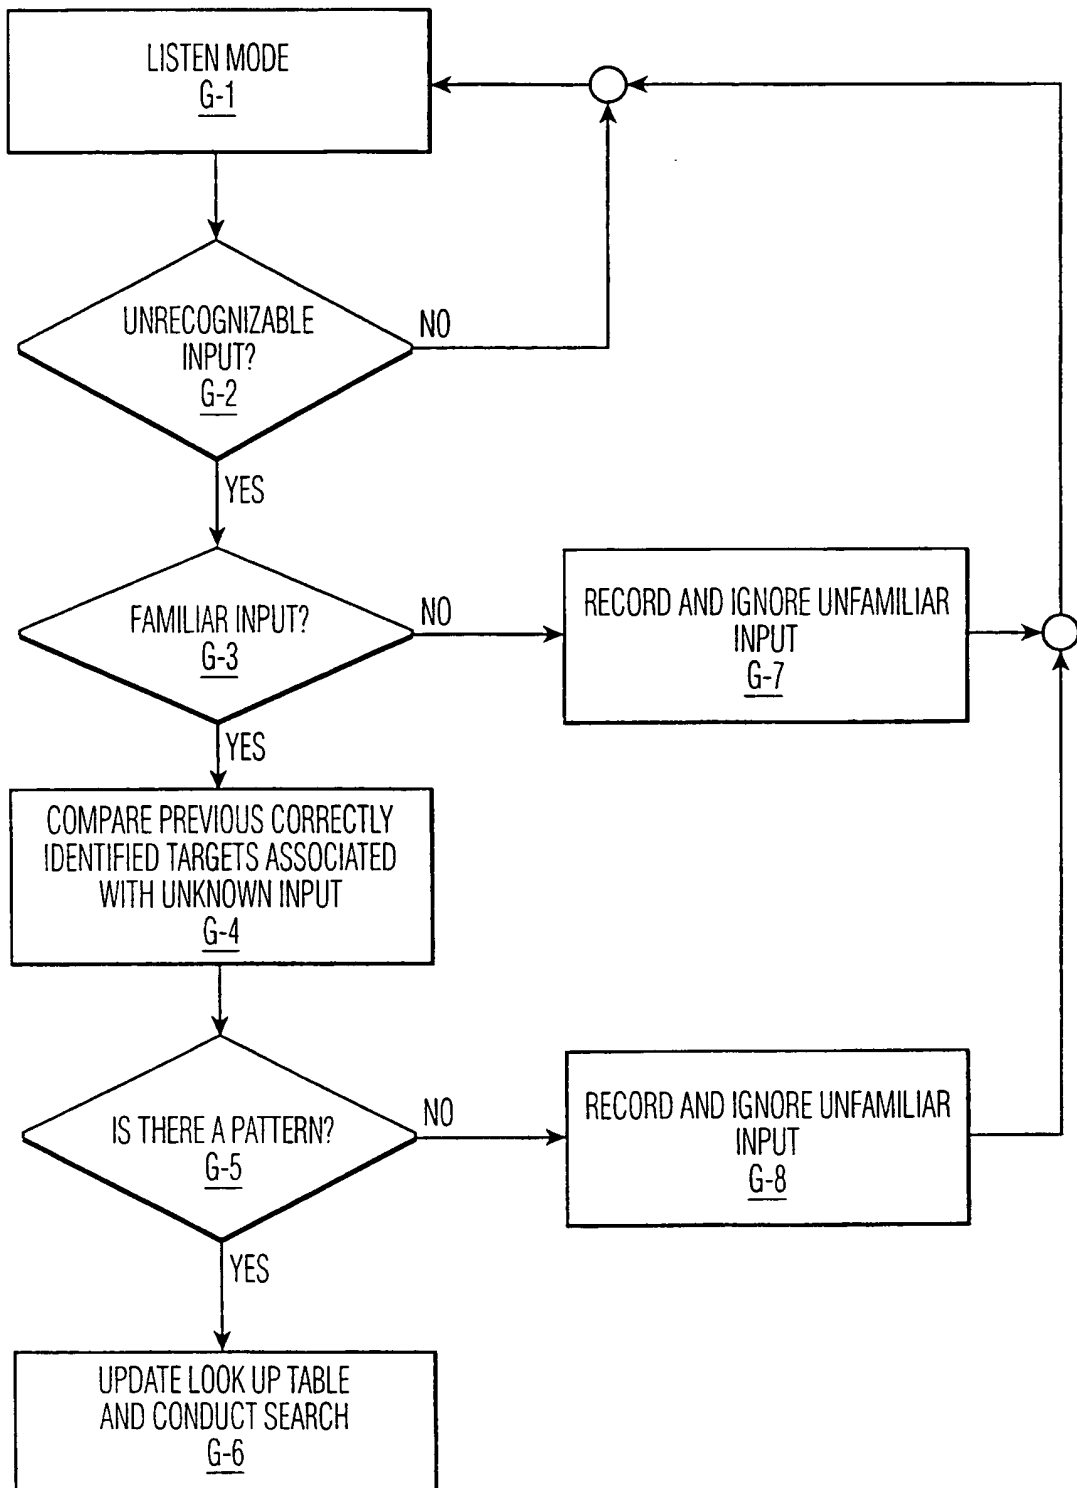 LISTEN MODE
G-1
UNRECOGNIZABLE
INPUT?
G-2
NO
YES
FAMILIAR INPUT?
G-3
NO
RECORD AND IGNORE UNFAMILIAR
INPUT
G-7
YES
COMPARE PREVIOUS CORRECTLY
IDENTIFIED TARGETS ASSOCIATED
WITH UNKNOWN INPUT
G-4
IS THERE A PATTERN?
G-5
NO
RECORD AND IGNORE UNFAMILIAR
INPUT
G-8
YES
UPDATE LOOK UP TABLE
AND CONDUCT SEARCH
G-6